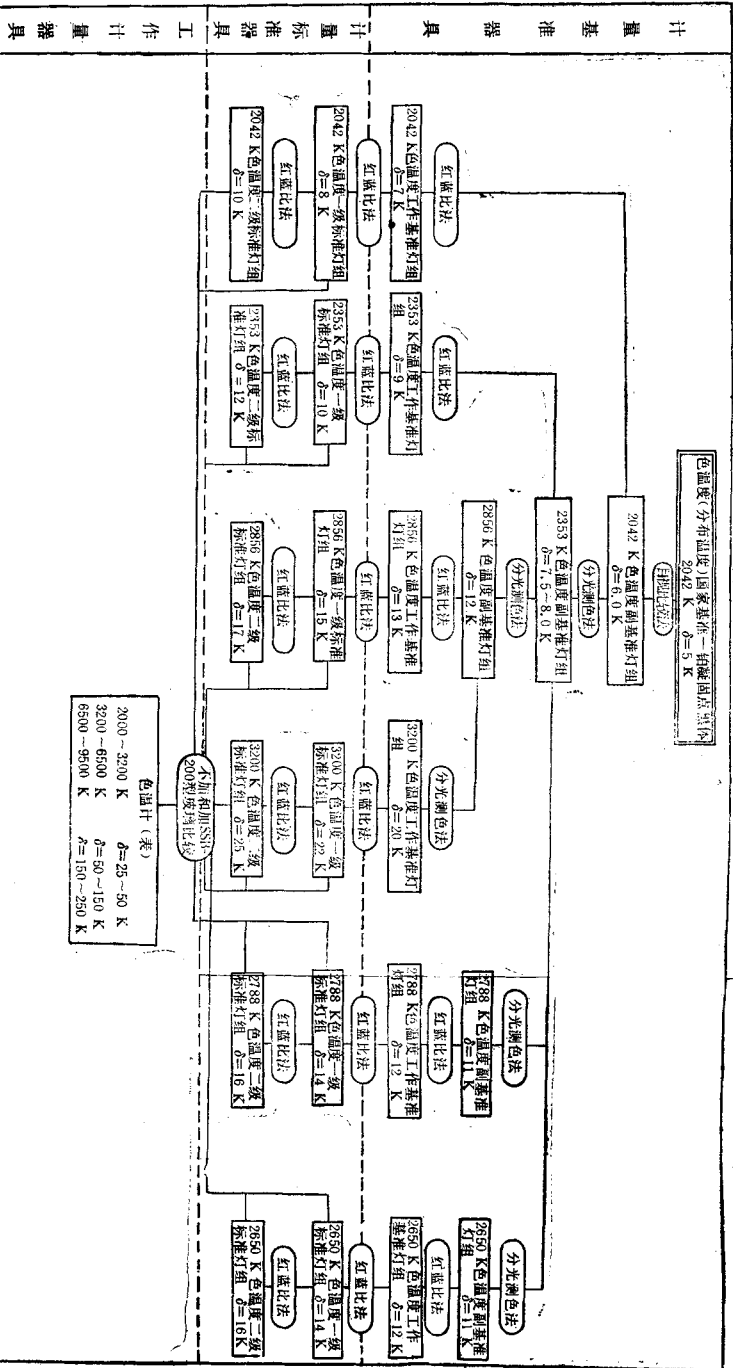 计量基准器具
计量标准器具
工作计量器具
色温度(分布温度)国家基准—铂凝固点黑体
2042 K δ=5 K
目视比较法
2042 K 色温度副基准灯组
δ=6.0 K
分光测色法
2353 K 色温度副基准灯组
δ=7.5~8.0 K
分光测色法
2856 K 色温度副基准灯组
δ=12 K
红蓝比法
2042 K色温度工作基准灯组
δ=7 K
红蓝比法
2042 K 色温度一级标准灯组
δ=8 K
红蓝比法
2042 K色温度二级标准灯组
δ=10 K
红蓝比法
2353 K色温度工作基准灯
组 δ=9 K
红蓝比法
2353 K 色温度一级
标准灯组 δ=10 K
红蓝比法
2353 K色温度二级标
准灯组 δ=12 K
红蓝比法
2856 K 色温度工作基准
灯组 δ=13 K
红蓝比法
2856 K色温度一级标准
灯组 δ=15 K
红蓝比法
2856 K 色温度二级
标准灯组 δ=17 K
分光测色法
3200 K 色温度工作基准灯
组 δ=20 K
红蓝比法
3200 K 色温度一级
标准灯组 δ=22 K
红蓝比法
3200 K 色温度二级
标准灯组 δ=25 K
分光测色法
2788 K 色温度副基准
灯组 δ=11 K
红蓝比法
2788 K色温度工作基准
灯组 δ=12 K
红蓝比法
2788 K 色温度一级
标准灯组 δ=14 K
红蓝比法
2788 K 色温度二级
标准灯组 δ=16 K
分光测色法
2650 K色温度副基准
灯组 δ=11 K
红蓝比法
2650 K 色温度工作
基准灯组 δ=12 K
红蓝比法
2650 K 色温度一级
标准灯组 δ=14 K
红蓝比法
2650 K 色温度二级
标准灯组 δ=16 K
不加和加
200型玻璃比较
色温计(表)
2000~3200 K δ=25~50 K
3200~6500 K δ=50~150 K
6500~9500 K δ=150~250 K